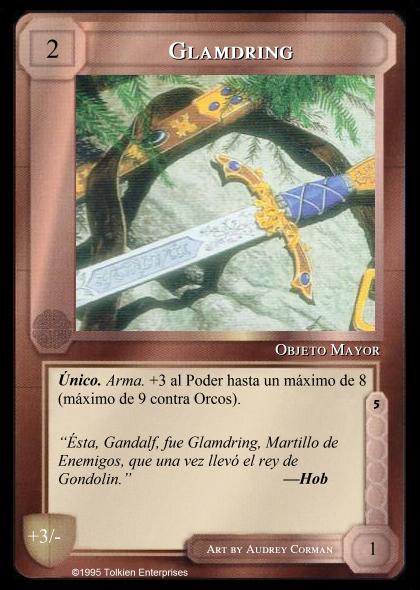 2
GLAMDRING
OBJETO MAYOR
Único. Arma. +3 al Poder hasta un máximo de 8
(máximo de 9 contra Orcos).
5
“Ésta, Gandalf, fue Glamdring, Martillo de
Enemigos, que una vez llevó el rey de
Gondolin.” —Hob
+3/-
ART BY AUDREY CORMAN
1
©1995 Tolkien Enterprises